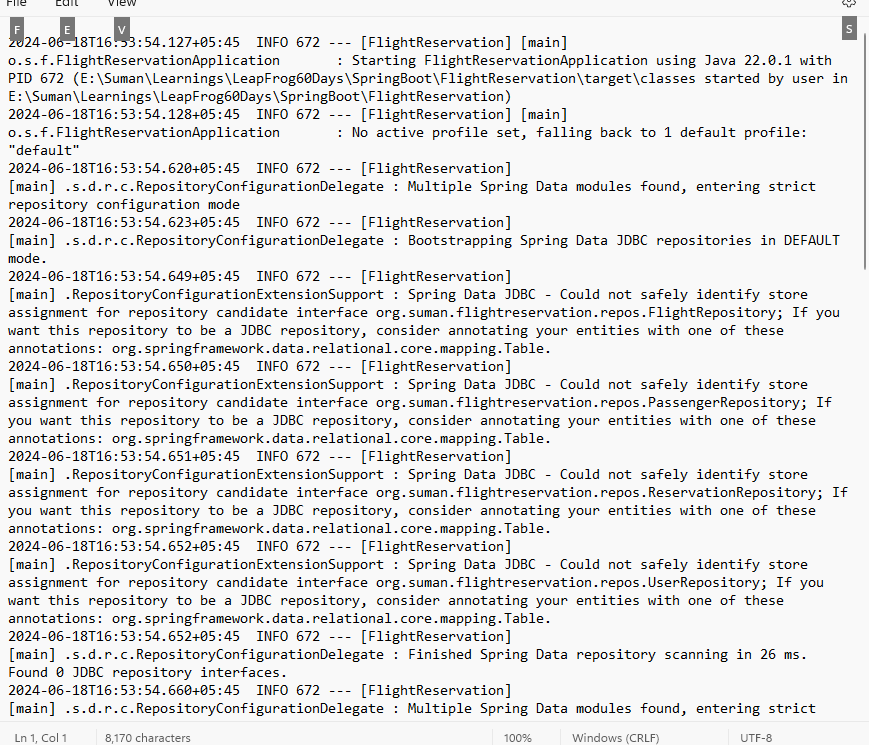 File Edit View
F E V S
2024-06-18T16:53:54.127+05:45  INFO 672 --- [FlightReservation] [main]
o.s.f.FlightReservationApplication       : Starting FlightReservationApplication using Java 22.0.1 with
PID 672 (E:\Suman\Learnings\LeapFrog60Days\SpringBoot\FlightReservation\target\classes started by user in
E:\Suman\Learnings\LeapFrog60Days\SpringBoot\FlightReservation)
2024-06-18T16:53:54.128+05:45  INFO 672 --- [FlightReservation] [main]
o.s.f.FlightReservationApplication       : No active profile set, falling back to 1 default profile:
"default"
2024-06-18T16:53:54.620+05:45  INFO 672 --- [FlightReservation]
[main] .s.d.r.c.RepositoryConfigurationDelegate : Multiple Spring Data modules found, entering strict
repository configuration mode
2024-06-18T16:53:54.623+05:45  INFO 672 --- [FlightReservation]
[main] .s.d.r.c.RepositoryConfigurationDelegate : Bootstrapping Spring Data JDBC repositories in DEFAULT
mode.
2024-06-18T16:53:54.649+05:45  INFO 672 --- [FlightReservation]
[main] .RepositoryConfigurationExtensionSupport : Spring Data JDBC - Could not safely identify store
assignment for repository candidate interface org.suman.flightreservation.repos.FlightRepository; If you
want this repository to be a JDBC repository, consider annotating your entities with one of these
annotations: org.springframework.data.relational.core.mapping.Table.
2024-06-18T16:53:54.650+05:45  INFO 672 --- [FlightReservation]
[main] .RepositoryConfigurationExtensionSupport : Spring Data JDBC - Could not safely identify store
assignment for repository candidate interface org.suman.flightreservation.repos.PassengerRepository; If
you want this repository to be a JDBC repository, consider annotating your entities with one of these
annotations: org.springframework.data.relational.core.mapping.Table.
2024-06-18T16:53:54.651+05:45  INFO 672 --- [FlightReservation]
[main] .RepositoryConfigurationExtensionSupport : Spring Data JDBC - Could not safely identify store
assignment for repository candidate interface org.suman.flightreservation.repos.ReservationRepository; If
you want this repository to be a JDBC repository, consider annotating your entities with one of these
annotations: org.springframework.data.relational.core.mapping.Table.
2024-06-18T16:53:54.652+05:45  INFO 672 --- [FlightReservation]
[main] .RepositoryConfigurationExtensionSupport : Spring Data JDBC - Could not safely identify store
assignment for repository candidate interface org.suman.flightreservation.repos.UserRepository; If you
want this repository to be a JDBC repository, consider annotating your entities with one of these
annotations: org.springframework.data.relational.core.mapping.Table.
2024-06-18T16:53:54.652+05:45  INFO 672 --- [FlightReservation]
[main] .s.d.r.c.RepositoryConfigurationDelegate : Finished Spring Data repository scanning in 26 ms.
Found 0 JDBC repository interfaces.
2024-06-18T16:53:54.660+05:45  INFO 672 --- [FlightReservation]
[main] .s.d.r.c.RepositoryConfigurationDelegate : Multiple Spring Data modules found, entering strict
Ln 1, Col 1 8,170 characters 100% Windows (CRLF) UTF-8